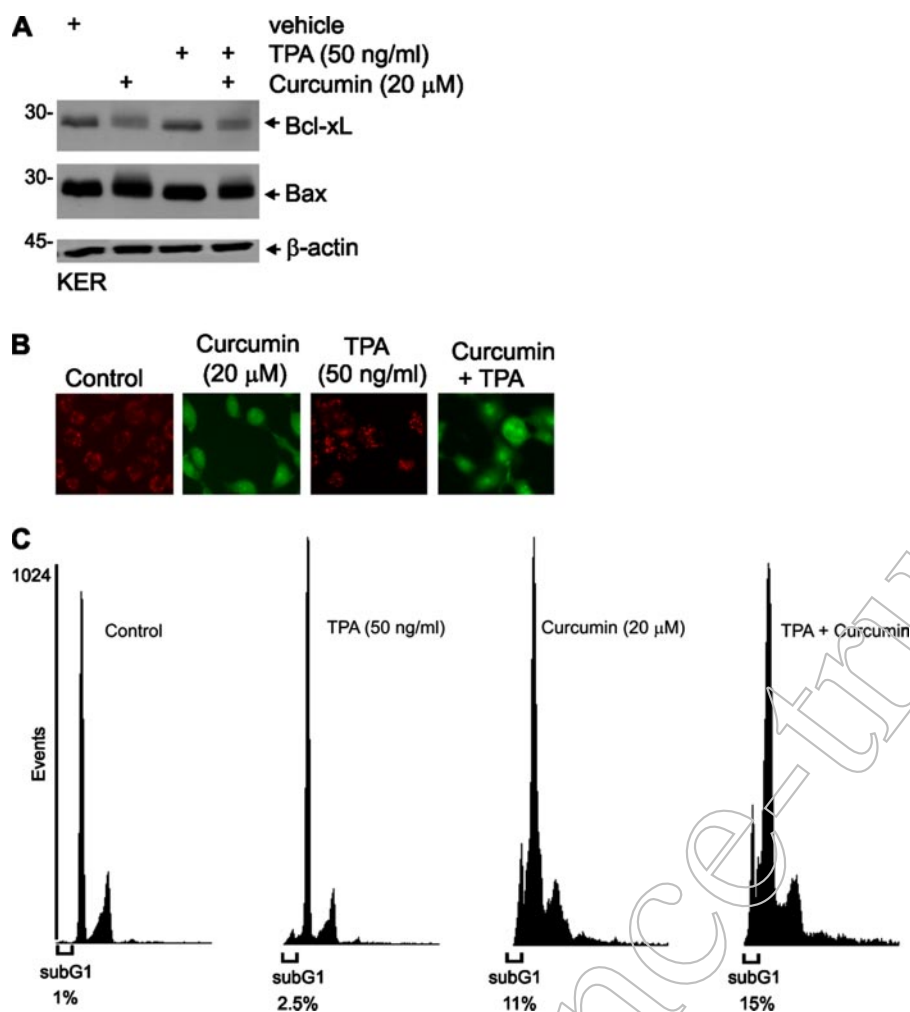 A
+ vehicle
+ + TPA (50 ng/ml)
+ + Curcumin (20 μM)
30-
Bcl-xL
30-
Bax
45-
β-actin
KER
B
Control
Curcumin
(20 μM)
TPA
(50 ng/ml)
Curcumin
+ TPA
C
1024
Events
Control
TPA (50 ng/ml)
Curcumin (20 μM)
TPA + Curcumin
subG1 subG1 subG1 subG1
1% 2.5% 11% 15%